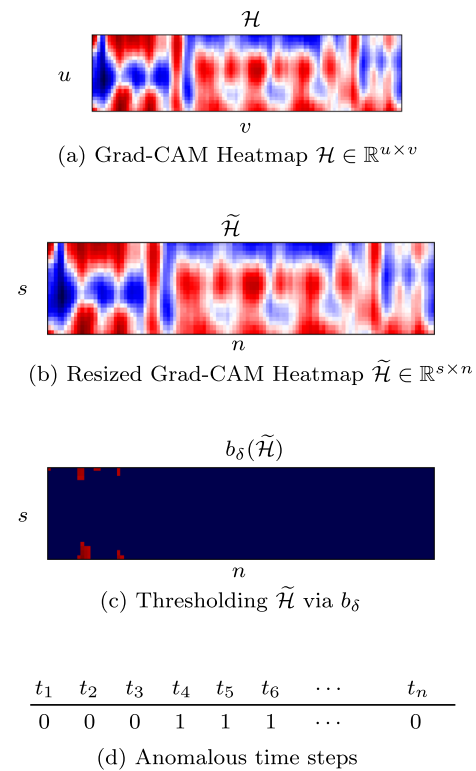 ℋ
u
v
(a) Grad-CAM Heatmap ℋ ∈ ℝ^{u×v}
ℋ̃
s
n
(b) Resized Grad-CAM Heatmap ℋ̃ ∈ ℝ^{s×n}
b_δ(ℋ̃)
s
n
(c) Thresholding ℋ̃ via b_δ
t_1 t_2 t_3 t_4 t_5 t_6 ⋯ t_n
0 0 0 1 1 1 ⋯ 0
(d) Anomalous time steps